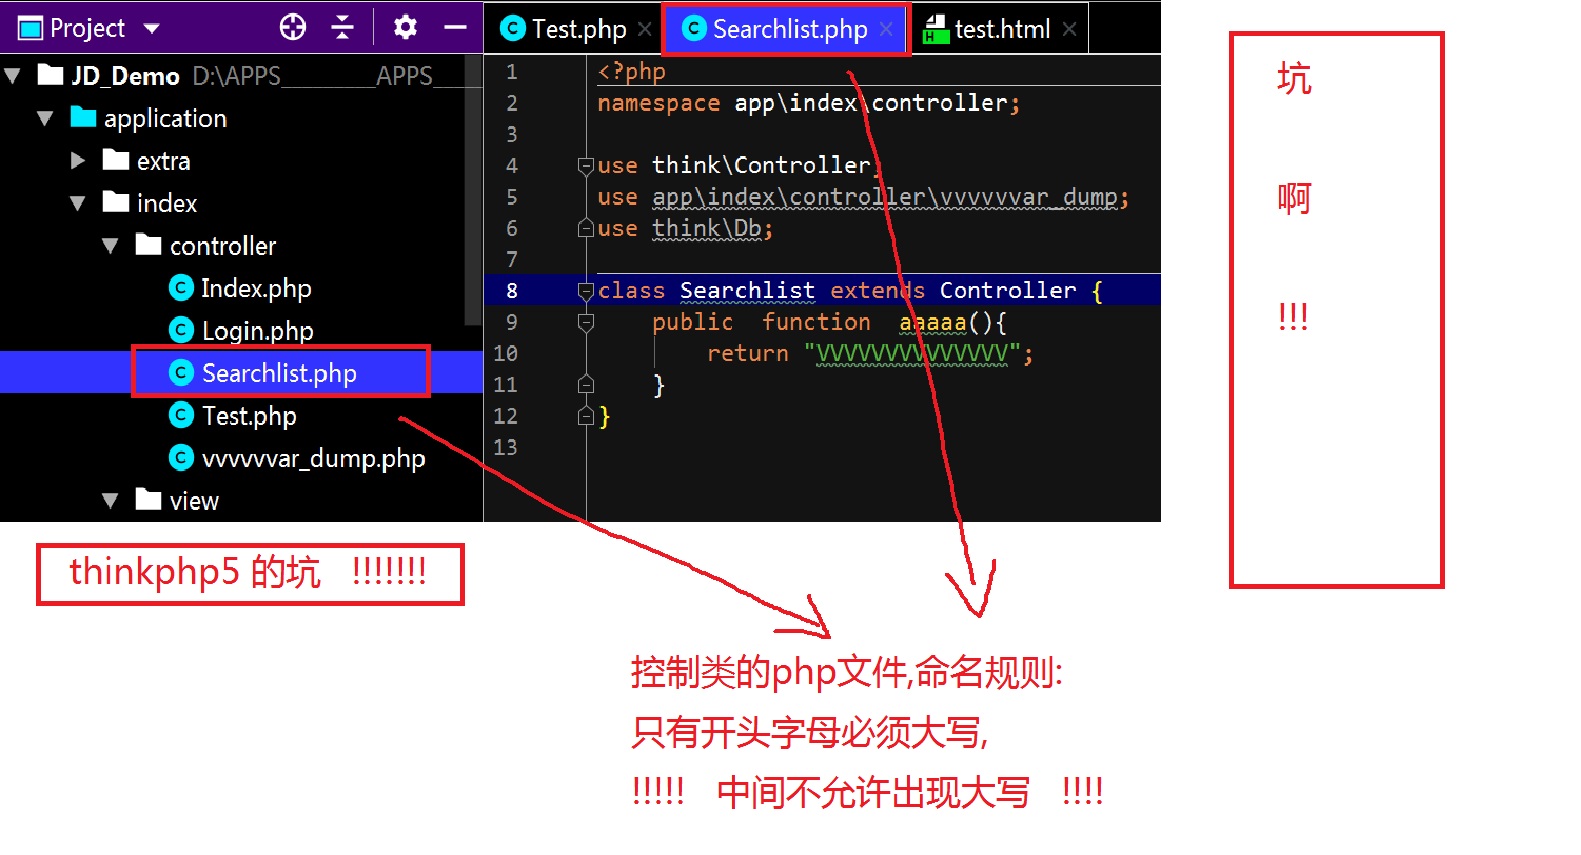 Project
Test.php
Searchlist.php
test.html
JD_Demo D:\APPS_______APPS____
application
extra
index
controller
Index.php
Login.php
Searchlist.php
Test.php
vvvvvvar_dump.php
view
1 <?php
2 namespace app\index\controller;
3
4 use think\Controller;
5 use app\index\controller\vvvvvvar_dump;
6 use think\Db;
7
8 class Searchlist extends Controller {
9 public function aaaaa(){
10 return "VVVVVVVVVVVVVV";
11 }
12 }
13
坑
啊
!!!
thinkphp5 的坑 !!!!!!!
控制类的php文件,命名规则:
只有开头字母必须大写,
!!!!! 中间不允许出现大写 !!!!